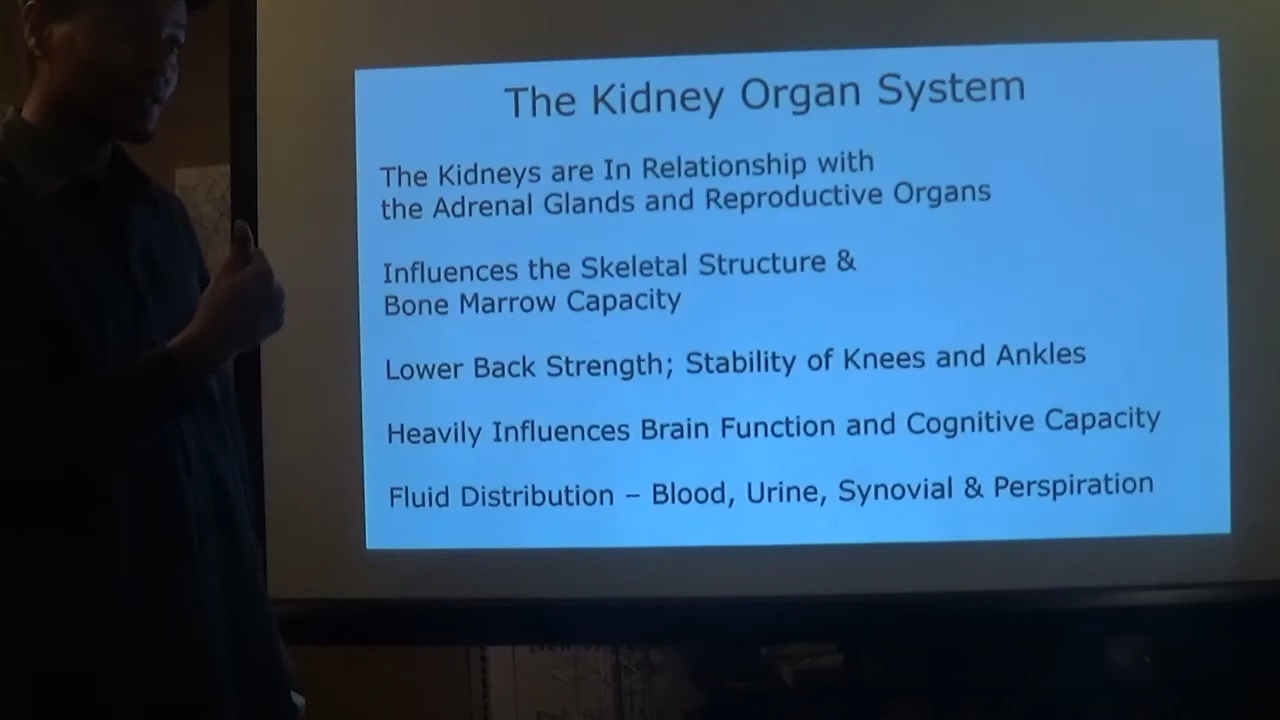 The Kidney Organ System
The Kidneys are In Relationship with
the Adrenal Glands and Reproductive Organs
Influences the Skeletal Structure &
Bone Marrow Capacity
Lower Back Strength; Stability of Knees and Ankles
Heavily Influences Brain Function and Cognitive Capacity
Fluid Distribution – Blood, Urine, Synovial & Perspiration